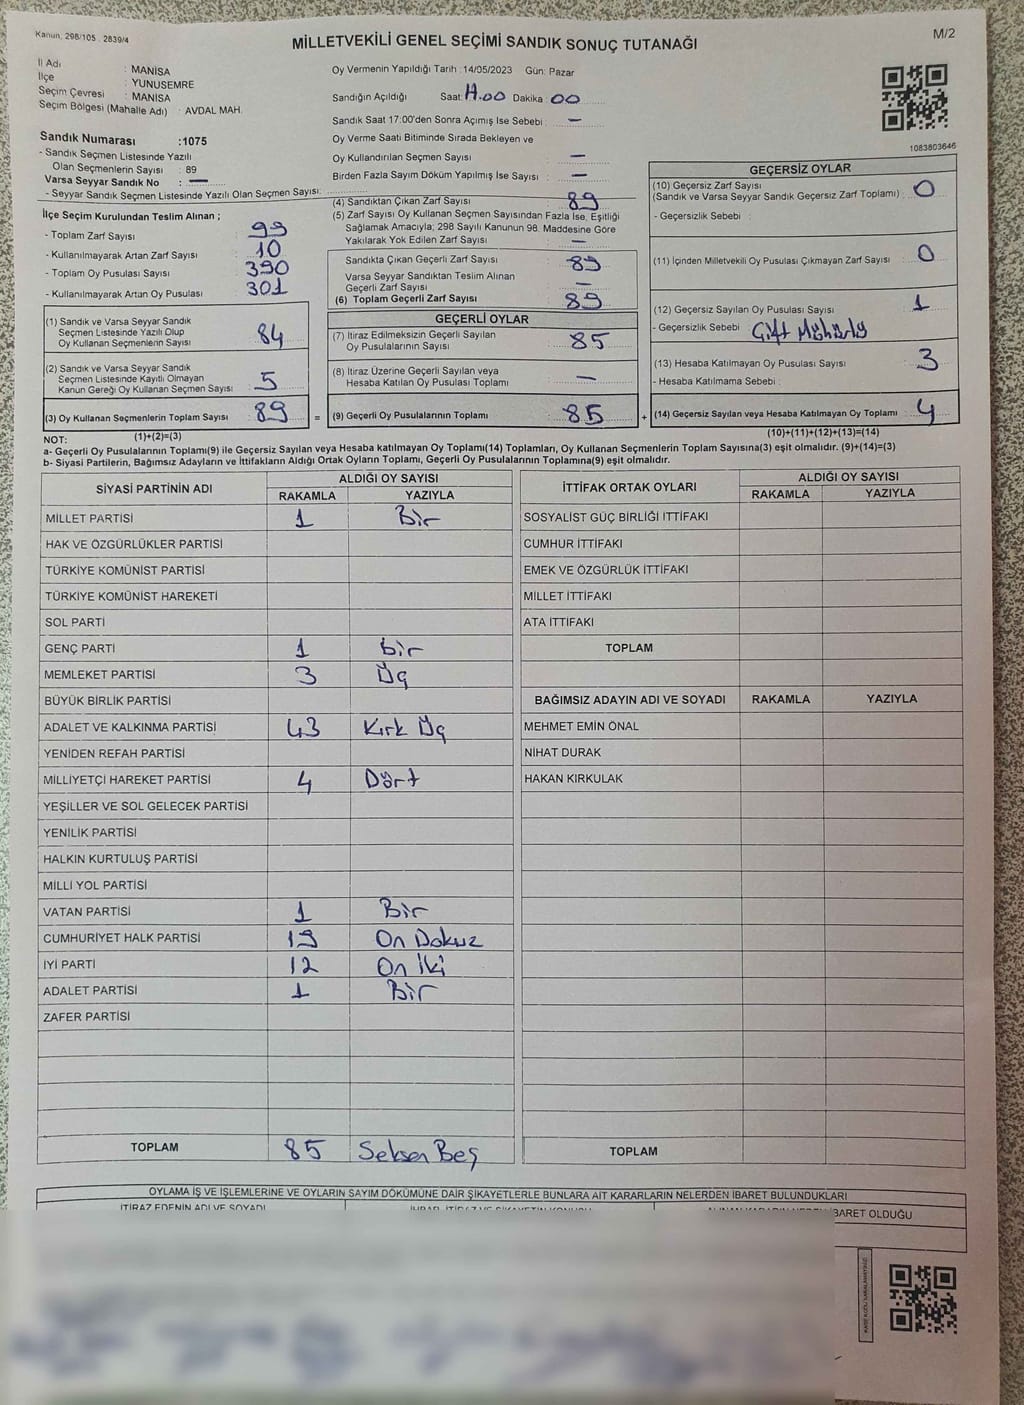 Kanun, 298/105 . 2839/4
M/2
MİLLETVEKİLİ GENEL SEÇİMİ SANDIK SONUÇ TUTANAĞI
İl Adı : MANİSA
İlçe : YUNUSEMRE
Seçim Çevresi : MANİSA
Seçim Bölgesi (Mahalle Adı) : AVDAL MAH.
Sandık Numarası :1075
- Sandık Seçmen Listesinde Yazılı
Olan Seçmenlerin Sayısı : 89
Varsa Seyyar Sandık No : —
- Seyyar Sandık Seçmen Listesinde Yazılı Olan Seçmen Sayısı:
Oy Vermenin Yapıldığı Tarih :14/05/2023 Gün: Pazar
Sandığın Açıldığı Saat: 17.00 Dakika 00
Sandık Saat 17:00'den Sonra Açımış İse Sebebi : —
Oy Verme Saati Bitiminde Sırada Bekleyen ve
Oy Kullandırılan Seçmen Sayısı —
Birden Fazla Sayım Döküm Yapılmış İse Sayısı : —
1083803646
İlçe Seçim Kurulundan Teslim Alınan ;
- Toplam Zarf Sayısı 99
- Kullanılmayarak Artan Zarf Sayısı : 10
- Toplam Oy Pusulası Sayısı : 390
- Kullanılmayarak Artan Oy Pusulası : 301
(4) Sandıktan Çıkan Zarf Sayısı : 89
(5) Zarf Sayısı Oy Kullanan Seçmen Sayısından Fazla İse, Eşitliği
Sağlamak Amacıyla; 298 Sayılı Kanunun 98. Maddesine Göre
Yakılarak Yok Edilen Zarf Sayısı —
Sandıkta Çıkan Geçerli Zarf Sayısı : 89
Varsa Seyyar Sandıktan Teslim Alınan
Geçerli Zarf Sayısı : —
(6) Toplam Geçerli Zarf Sayısı : 89
GEÇERSİZ OYLAR
(10) Geçersiz Zarf Sayısı
(Sandık ve Varsa Seyyar Sandık Geçersiz Zarf Toplamı) : 0
- Geçersizlik Sebebi :
(11) İçinden Milletvekili Oy Pusulası Çıkmayan Zarf Sayısı : 0
(12) Geçersiz Sayılan Oy Pusulası Sayısı : 1
- Geçersizlik Sebebi : Çift Mühürlü
(13) Hesaba Katılmayan Oy Pusulası Sayısı : 3
- Hesaba Katılmama Sebebi :
(14) Geçersiz Sayılan veya Hesaba Katılmayan Oy Toplamı : 4
(10)+(11)+(12)+(13)=(14)
(1) Sandık ve Varsa Seyyar Sandık
Seçmen Listesinde Yazılı Olup
Oy Kullanan Seçmenlerin Sayısı : 84
(2) Sandık ve Varsa Seyyar Sandık
Seçmen Listesinde Kayıtlı Olmayan
Kanun Gereği Oy Kullanan Seçmen Sayısı : 5
(3) Oy Kullanan Seçmenlerin Toplam Sayısı : 89 =
(1)+(2)=(3)
GEÇERLİ OYLAR
(7) İtiraz Edilmeksizin Geçerli Sayılan
Oy Pusulalarının Sayısı : 85
(8) İtiraz Üzerine Geçerli Sayılan veya
Hesaba Katılan Oy Pusulası Toplamı : —
(9) Geçerli Oy Pusulalarının Toplamı : 85 +
NOT:
a- Geçerli Oy Pusulalarının Toplamı(9) ile Geçersiz Sayılan veya Hesaba katılmayan Oy Toplamı(14) Toplamları, Oy Kullanan Seçmenlerin Toplam Sayısına(3) eşit olmalıdır. (9)+(14)=(3)
b- Siyasi Partilerin, Bağımsız Adayların ve İttifakların Aldığı Ortak Oyların Toplamı, Geçerli Oy Pusulalarının Toplamına(9) eşit olmalıdır.
SİYASİ PARTİNİN ADI ALDIĞI OY SAYISI
RAKAMLA YAZIYLA
MİLLET PARTİSİ 1 Bir
HAK VE ÖZGÜRLÜKLER PARTİSİ
TÜRKİYE KOMÜNİST PARTİSİ
TÜRKİYE KOMÜNİST HAREKETİ
SOL PARTİ
GENÇ PARTİ 1 bir
MEMLEKET PARTİSİ 3 Üç
BÜYÜK BİRLİK PARTİSİ
ADALET VE KALKINMA PARTİSİ 43 Kırk Üç
YENİDEN REFAH PARTİSİ
MİLLİYETÇİ HAREKET PARTİSİ 4 Dört
YEŞİLLER VE SOL GELECEK PARTİSİ
YENİLİK PARTİSİ
HALKIN KURTULUŞ PARTİSİ
MİLLİ YOL PARTİSİ
VATAN PARTİSİ 1 Bir
CUMHURİYET HALK PARTİSİ 19 On Dokuz
İYİ PARTİ 12 On İki
ADALET PARTİSİ 1 Bir
ZAFER PARTİSİ
TOPLAM 85 Seksen Beş
İTTİFAK ORTAK OYLARI ALDIĞI OY SAYISI
RAKAMLA YAZIYLA
SOSYALİST GÜÇ BİRLİĞİ İTTİFAKI
CUMHUR İTTİFAKI
EMEK VE ÖZGÜRLÜK İTTİFAKI
MİLLET İTTİFAKI
ATA İTTİFAKI
TOPLAM
BAĞIMSIZ ADAYIN ADI VE SOYADI RAKAMLA YAZIYLA
MEHMET EMİN ÖNAL
NİHAT DURAK
HAKAN KIRKULAK
TOPLAM
OYLAMA İŞ VE İŞLEMLERİNE VE OYLARIN SAYIM DÖKÜMÜNE DAİR ŞİKAYETLERLE BUNLARA AİT KARARLARIN NELERDEN İBARET BULUNDUKLARI
İTİRAZ EDENİN ADI VE SOYADI
BARET OLDUĞU